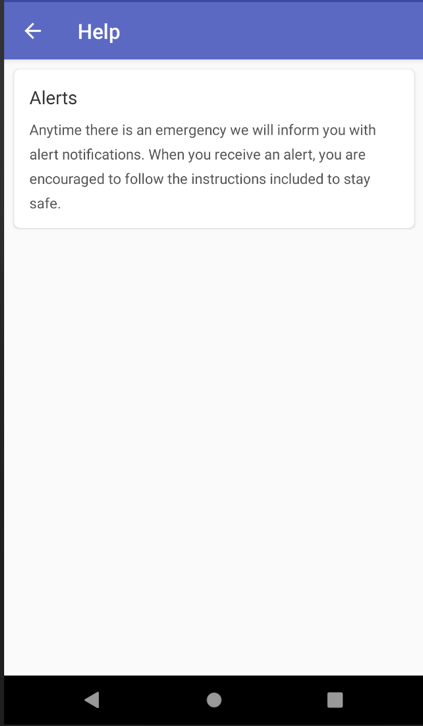 Help
Alerts
Anytime there is an emergency we will inform you with
alert notifications. When you receive an alert, you are
encouraged to follow the instructions included to stay
safe.